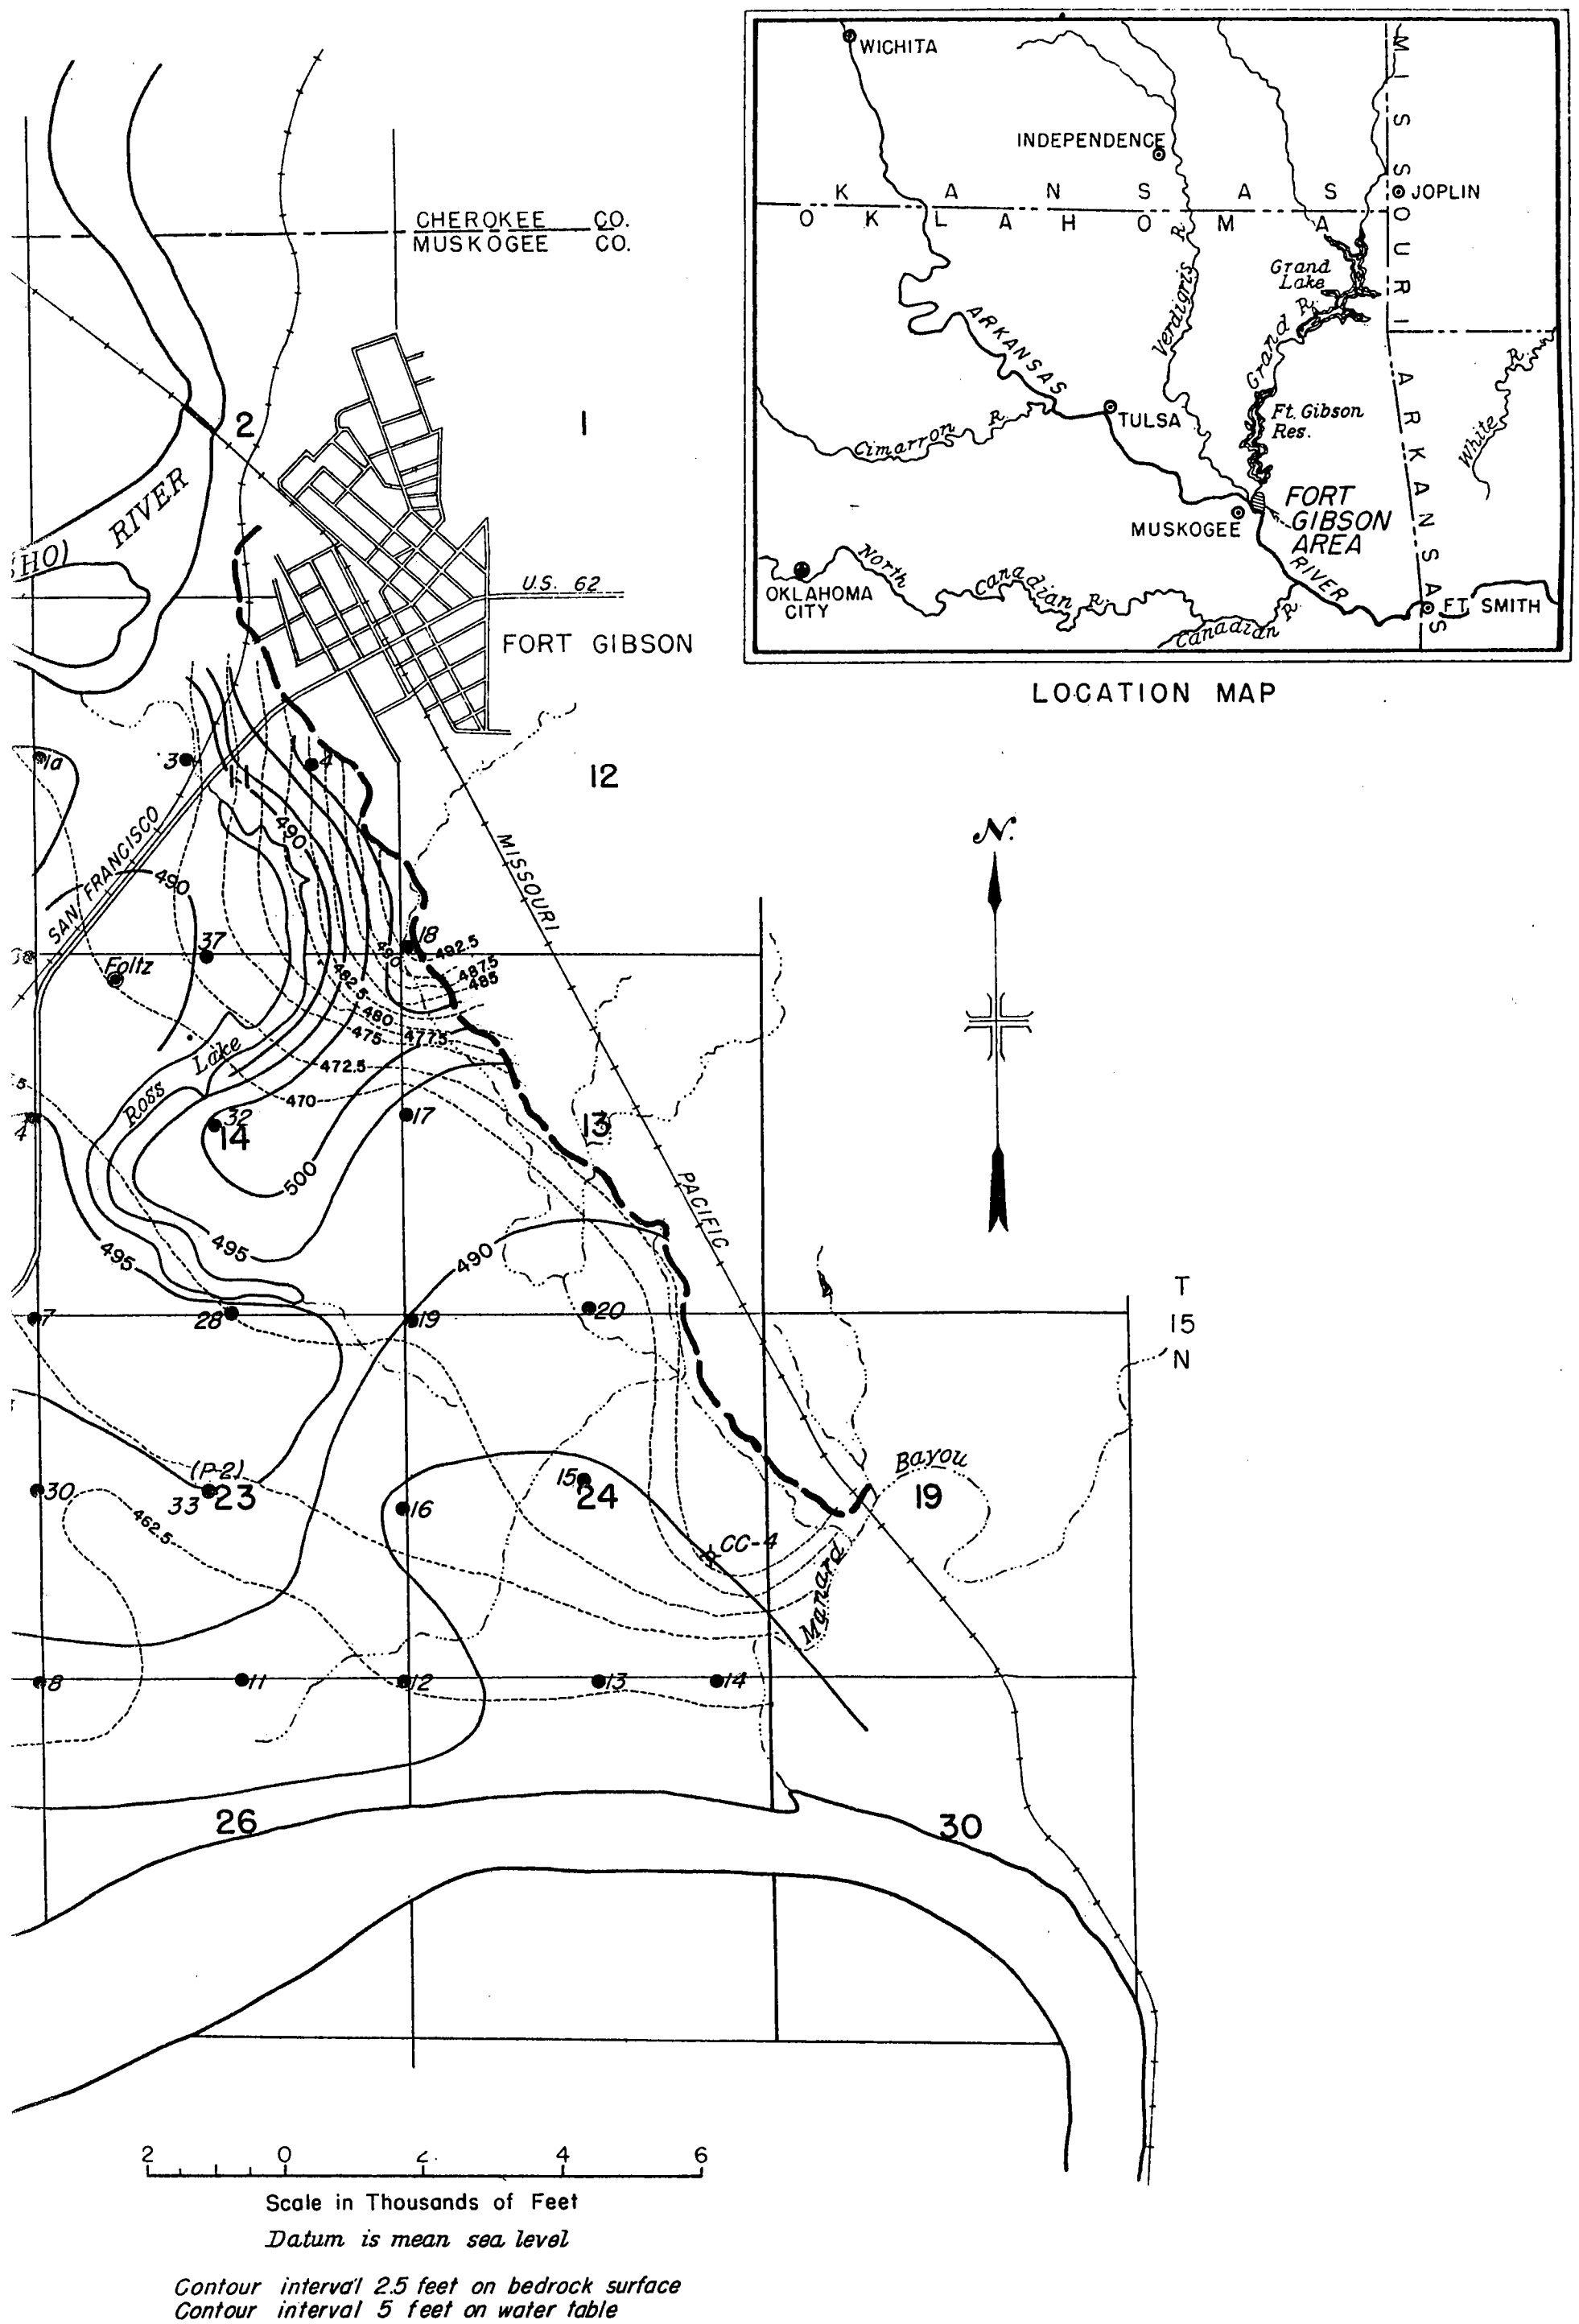 WICHITA
INDEPENDENCE
MISSOURI
JOPLIN
KANSAS
OKLAHOMA
Grand
Lake
Grand R.
Verdigris R.
ARKANSAS
ARKANSAS
TULSA
Cimarron R.
Ft. Gibson
Res.
White R.
FORT
GIBSON
AREA
MUSKOGEE
RIVER
OKLAHOMA
CITY
North Canadian R.
Canadian R.
FT. SMITH
LOCATION MAP
CHEROKEE CO.
MUSKOGEE CO.
2
1
RIVER
HO)
U.S. 62
FORT GIBSON
1a
3
4
11
12
490
SAN FRANCISCO
490
MISSOURI
N.
37
18
Foltz
490
492.5
487.5
485
482.5
480
475
477.5
472.5
470
Ross Lake
32
14
17
13
4
500
PACIFIC
495
495
490
T
15
N
7
28
19
20
(P-2)
30
33
23
16
15
24
Bayou
19
462.5
CC-4
Manard
8
11
12
13
14
26
30
2 0 2 4 6
Scale in Thousands of Feet
Datum is mean sea level
Contour interval 2.5 feet on bedrock surface
Contour interval 5 feet on water table